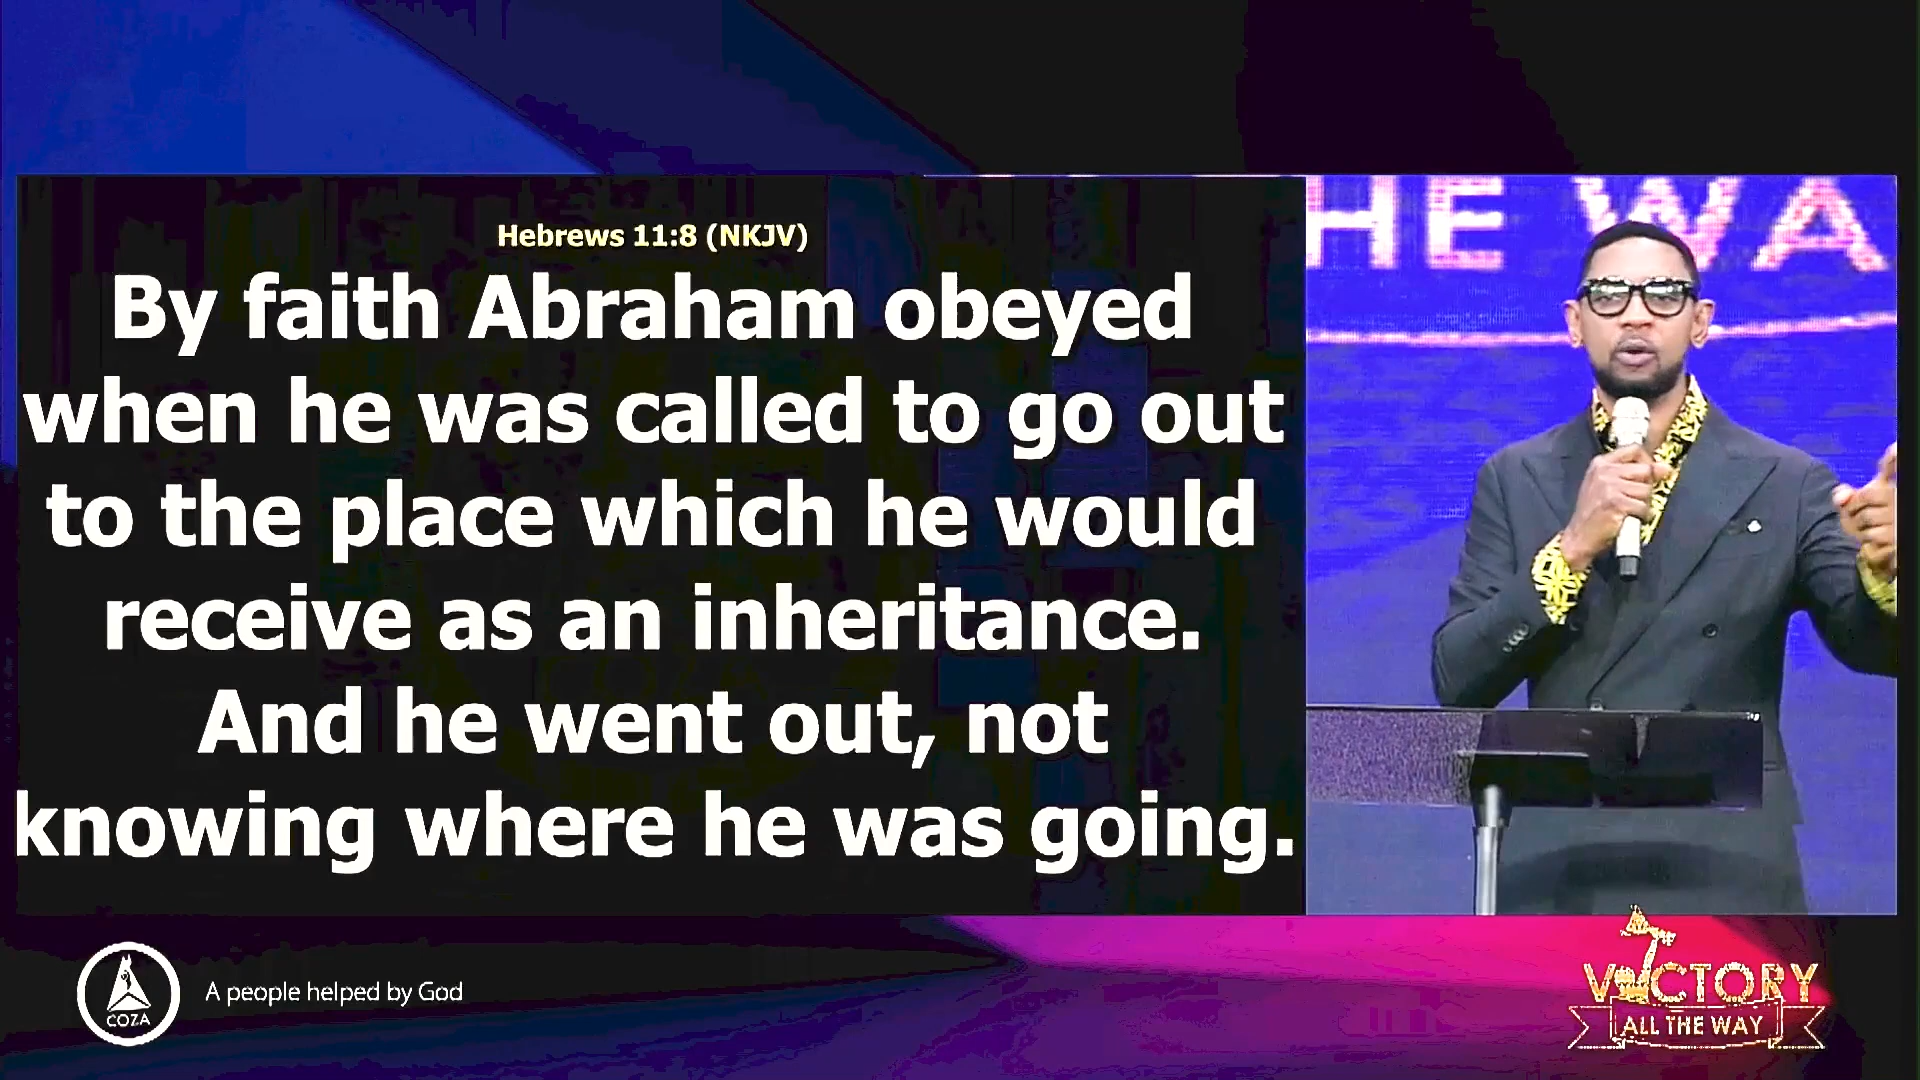 Hebrews 11:8 (NKJV)
By faith Abraham obeyed
when he was called to go out
to the place which he would
receive as an inheritance.
And he went out, not
knowing where he was going.
HE WA
COZA
A people helped by God
VICTORY
ALL THE WAY